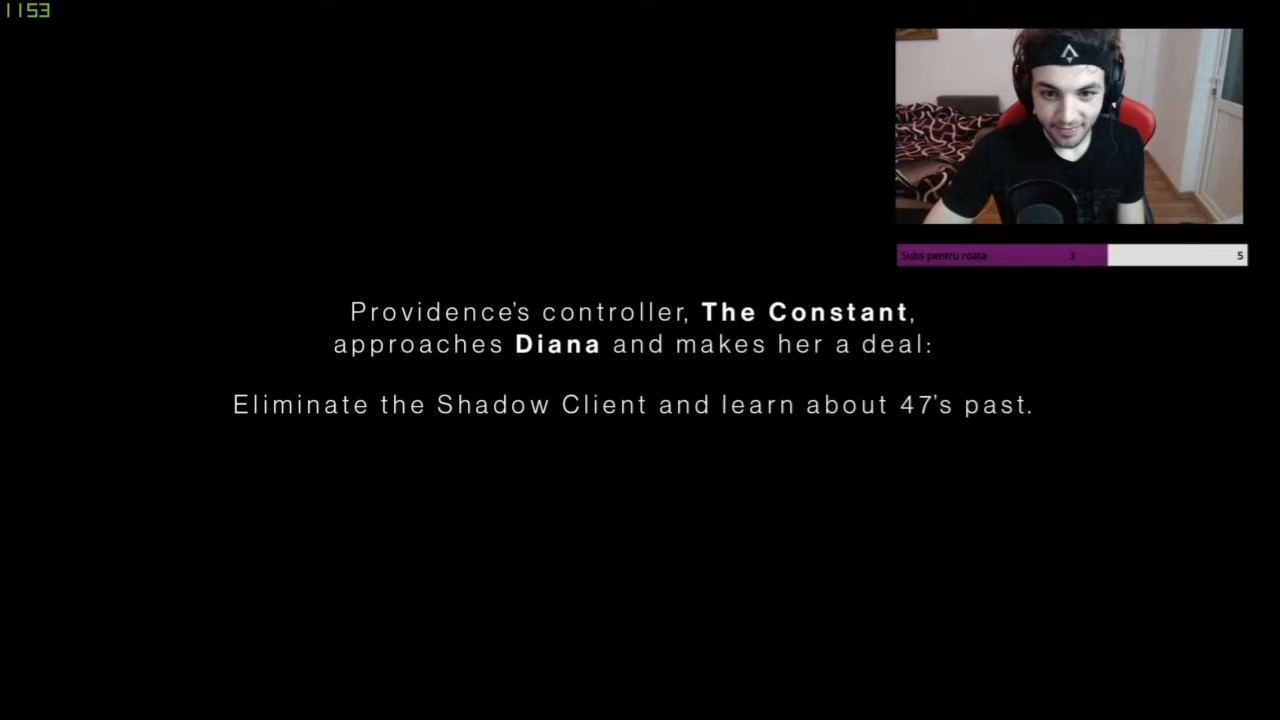 1153
Subs pentru roata 3 5
Providence's controller, The Constant,
approaches Diana and makes her a deal:
Eliminate the Shadow Client and learn about 47's past.